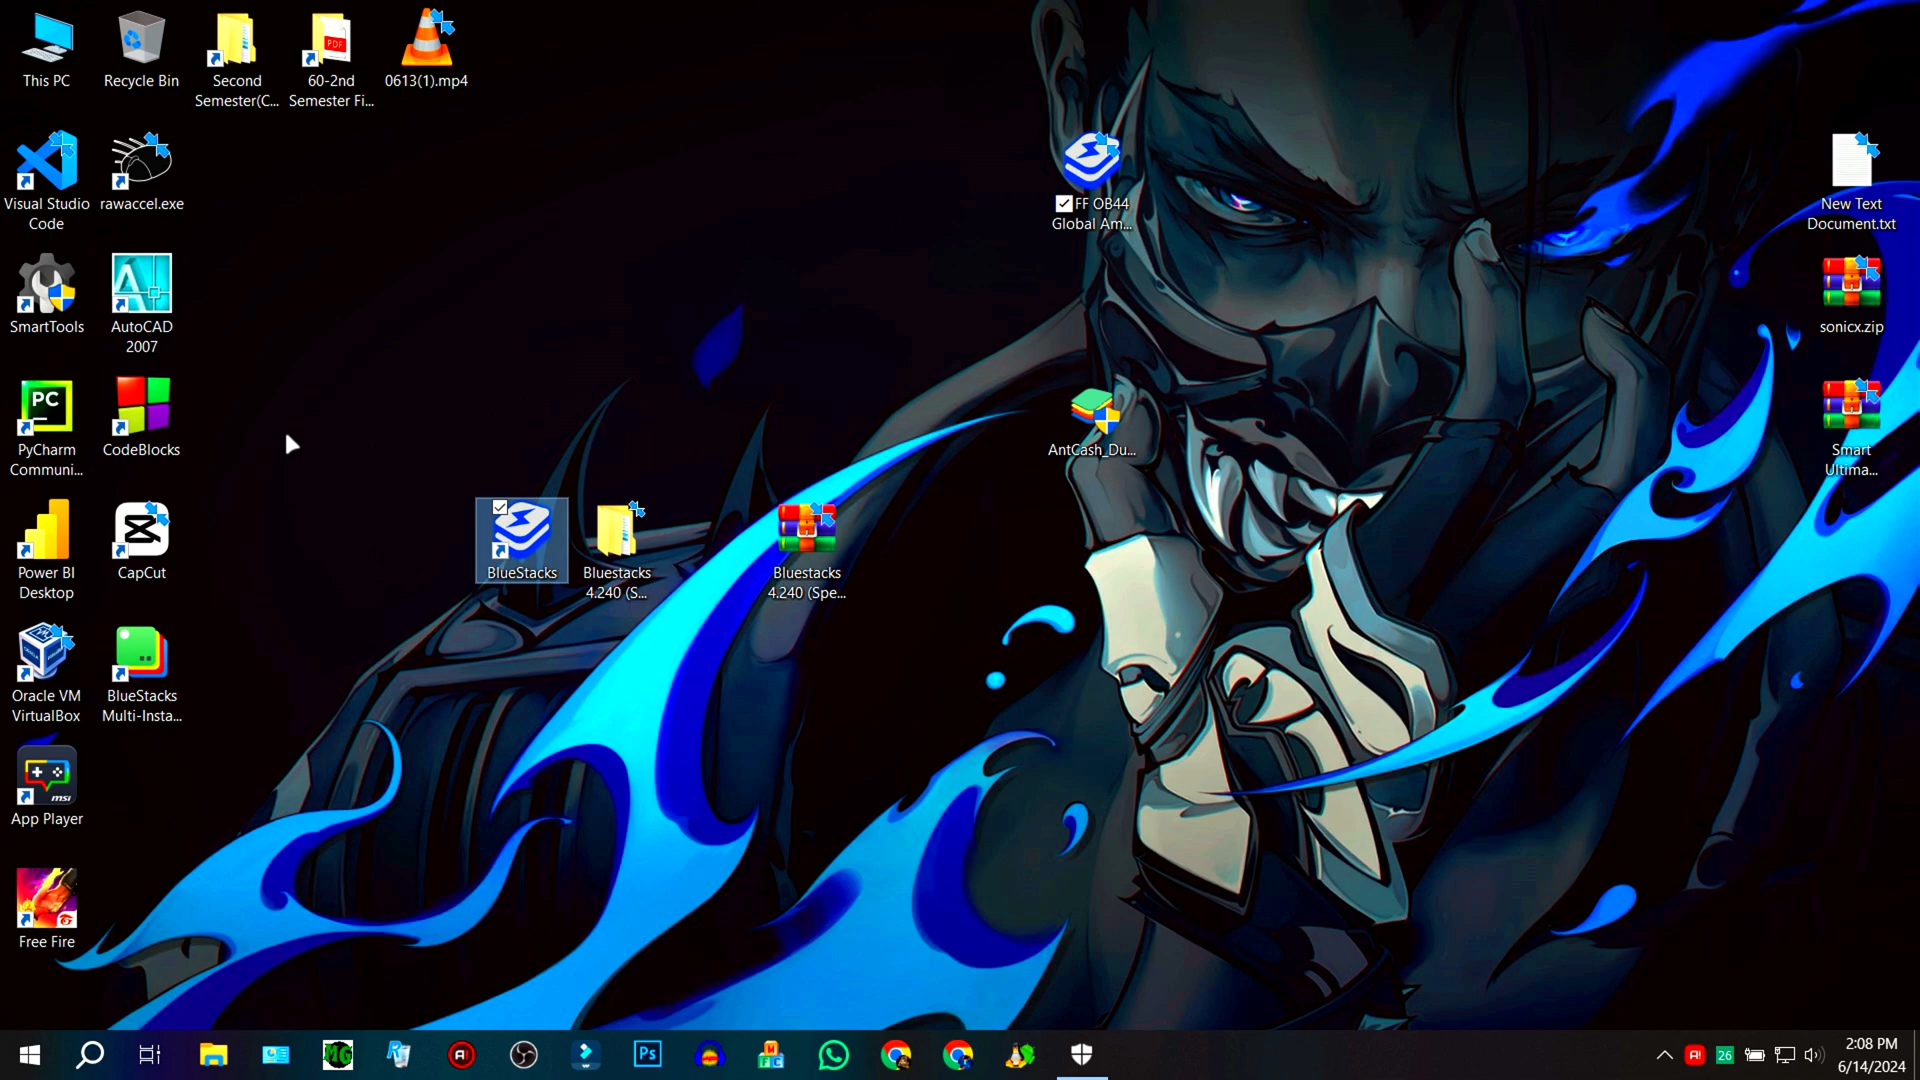 This PC
Recycle Bin
Second
Semester(C...
60-2nd
Semester Fi...
0613(1).mp4
PDF
Visual Studio
Code
rawaccel.exe
FF OB44
Global Am...
New Text
Document.txt
SmartTools
AutoCAD
2007
sonicx.zip
PC
PyCharm
Communi...
CodeBlocks
AntCash_Du...
Smart
Ultima...
Power BI
Desktop
CapCut
BlueStacks
Bluestacks
4.240 (S...
Bluestacks
4.240 (Spe...
Oracle VM
VirtualBox
BlueStacks
Multi-Insta...
msi
App Player
Free Fire
MG
A!
Ps
M
F
C
A!
26
2:08 PM
6/14/2024